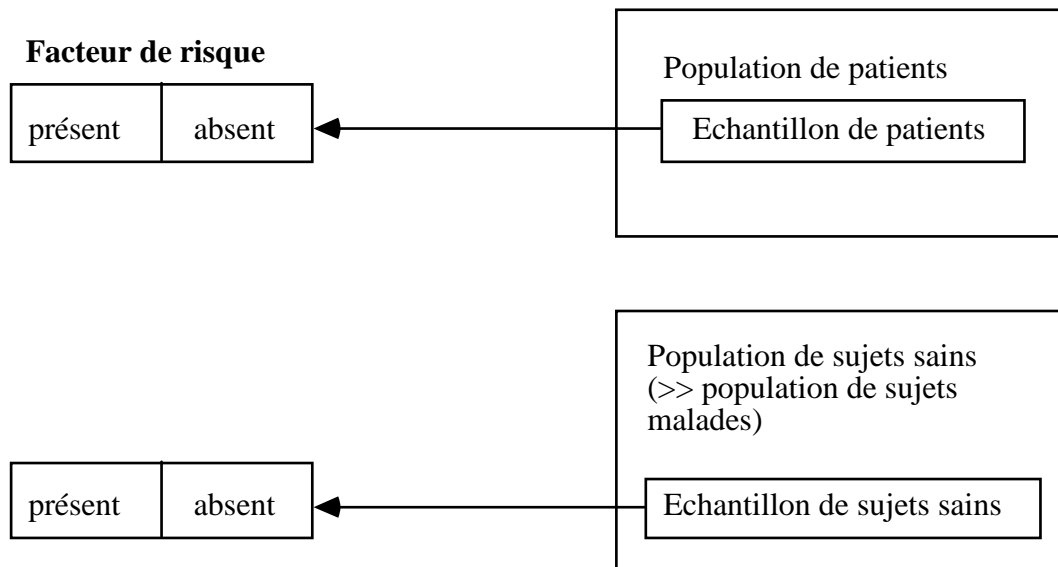 Facteur de risque
Population de patients
présent absent
Echantillon de patients
Population de sujets sains
(>> population de sujets
malades)
présent absent
Echantillon de sujets sains